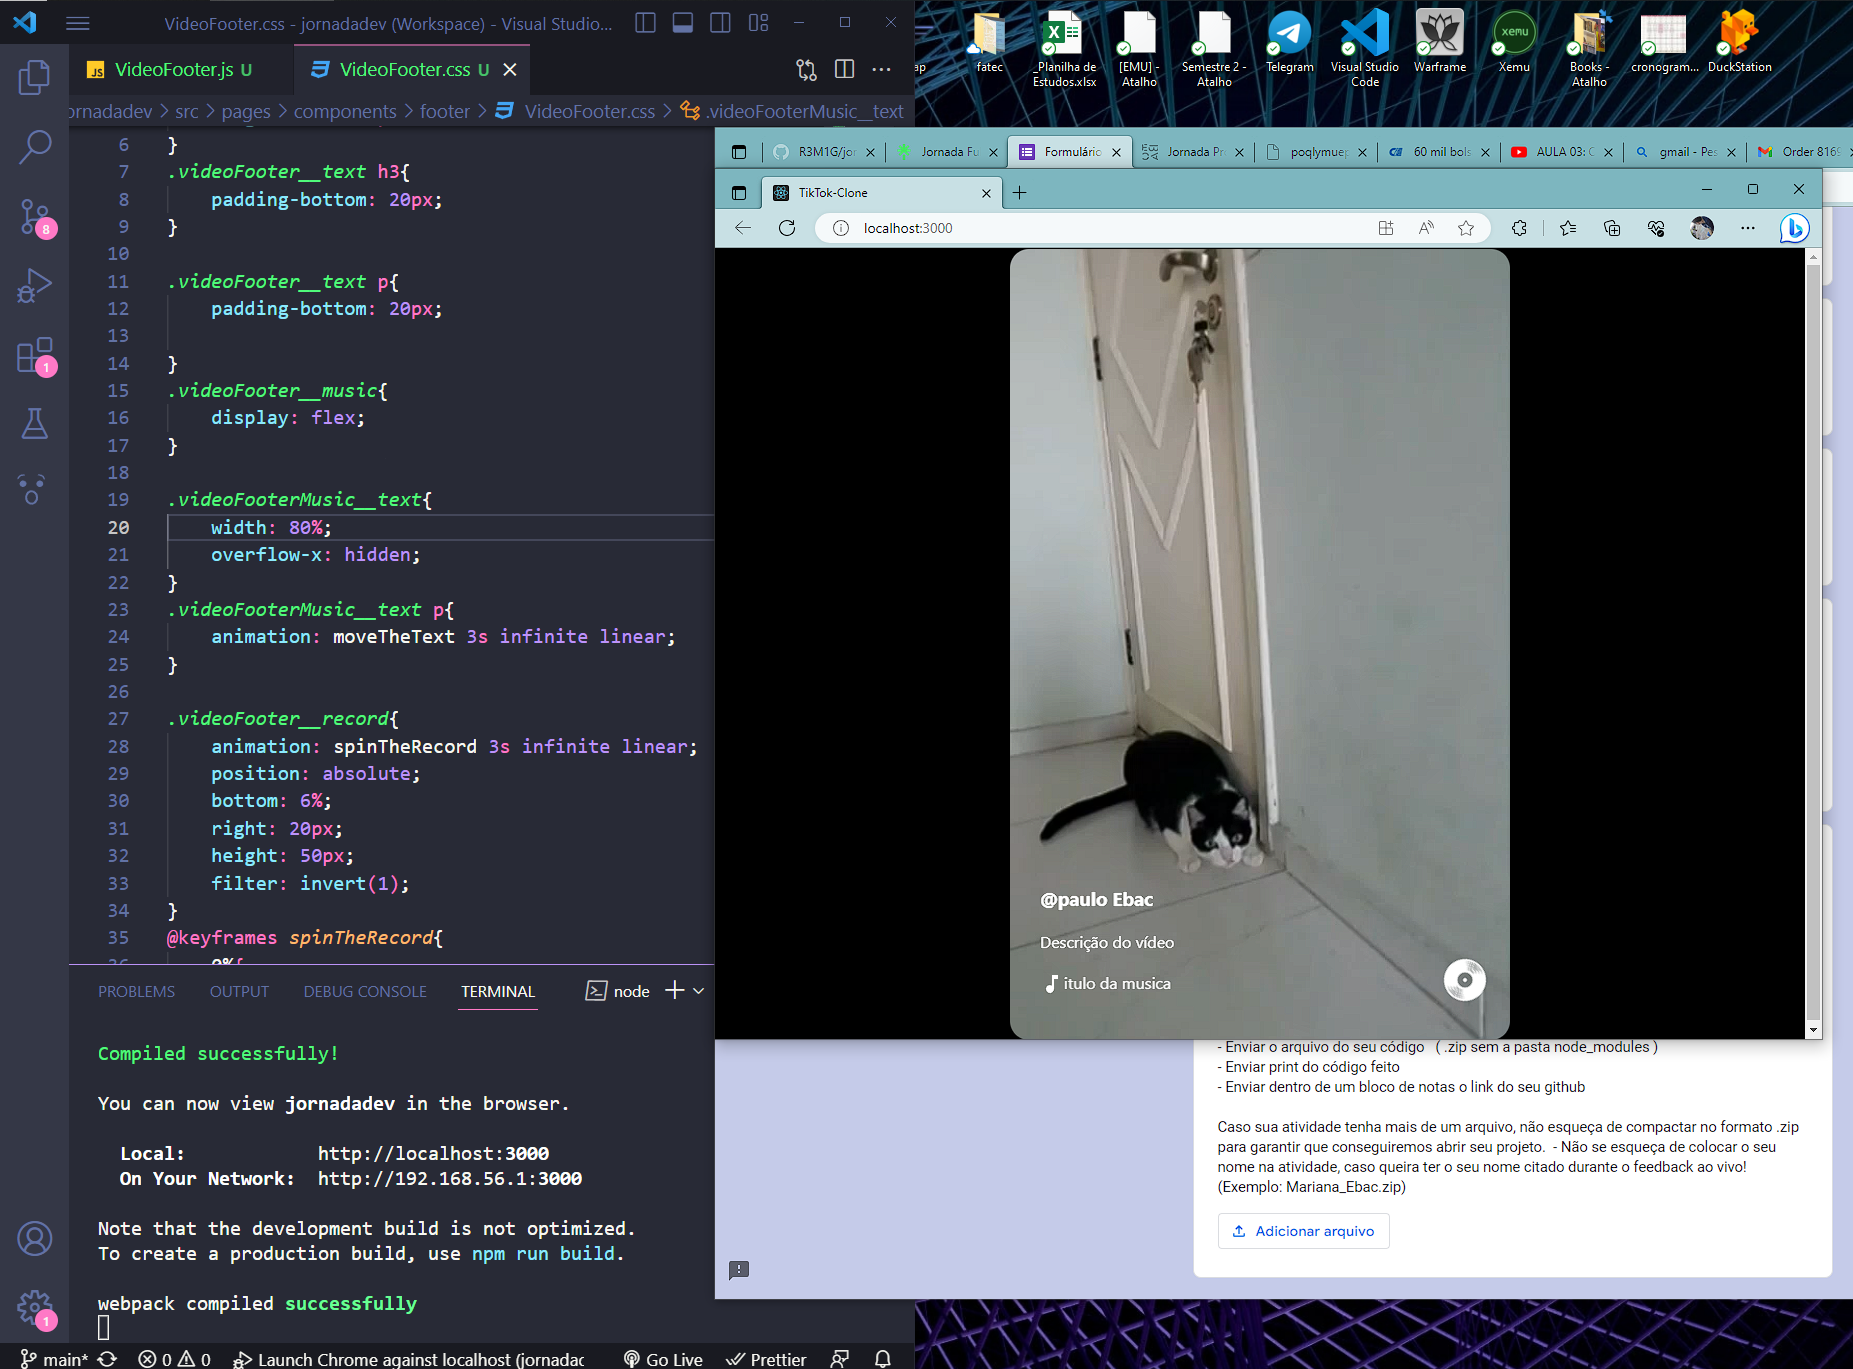 VideoFooter.css - jornadadev (Workspace) - Visual Studio...
VideoFooter.js U
VideoFooter.css U
ornadadev > src > pages > components > footer > VideoFooter.css > .videoFooterMusic__text
6 }
7 .videoFooter__text h3{
8 padding-bottom: 20px;
9 }
10
11 .videoFooter__text p{
12 padding-bottom: 20px;
13
14 }
15 .videoFooter__music{
16 display: flex;
17 }
18
19 .videoFooterMusic__text{
20 width: 80%;
21 overflow-x: hidden;
22 }
23 .videoFooterMusic__text p{
24 animation: moveTheText 3s infinite linear;
25 }
26
27 .videoFooter__record{
28 animation: spinTheRecord 3s infinite linear;
29 position: absolute;
30 bottom: 6%;
31 right: 20px;
32 height: 50px;
33 filter: invert(1);
34 }
35 @keyframes spinTheRecord{
36 0%{
8
1
1
PROBLEMS OUTPUT DEBUG CONSOLE TERMINAL node
Compiled successfully!
You can now view jornadadev in the browser.
Local: http://localhost:3000
On Your Network: http://192.168.56.1:3000
Note that the development build is not optimized.
To create a production build, use npm run build.
webpack compiled successfully
main* 0 0 Launch Chrome against localhost (jornadac Go Live Prettier
ap
fatec
_Planilha de Estudos.xlsx
[EMU] - Atalho
Semestre 2 - Atalho
Telegram
Visual Studio Code
Warframe
xemu
Xemu
Books - Atalho
cronogram...
DuckStation
R3M1G/jor
Jornada Fu
Formulário
Jornada Pr
poqlymuep
60 mil bols
AULA 03: C
gmail - Pes
Order 8169
TikTok-Clone
localhost:3000
@paulo Ebac
Descrição do vídeo
itulo da musica
- Enviar o arquivo do seu código ( .zip sem a pasta node_modules )
- Enviar print do código feito
- Enviar dentro de um bloco de notas o link do seu github
Caso sua atividade tenha mais de um arquivo, não esqueça de compactar no formato .zip
para garantir que conseguiremos abrir seu projeto. - Não se esqueça de colocar o seu
nome na atividade, caso queira ter o seu nome citado durante o feedback ao vivo!
(Exemplo: Mariana_Ebac.zip)
Adicionar arquivo